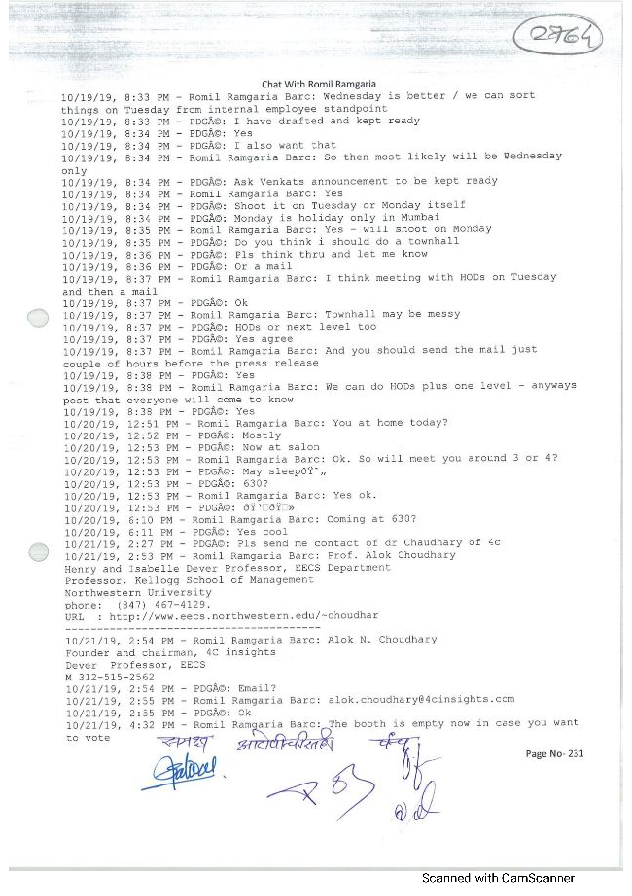 2764
Chat With Romil Ramgaria
10/19/19, 8:33 PM - Romil Ramgaria Barc: Wednesday is better / we can sort
things on Tuesday from internal employee standpoint
10/19/19, 8:33 PM - PDGÂ©: I have drafted and kept ready
10/19/19, 8:34 PM - PDGÂ©: Yes
10/19/19, 8:34 PM - PDGÂ©: I also want that
10/19/19, 8:34 PM - Romil Ramgaria Barc: So then most likely will be Wednesday
only
10/19/19, 8:34 PM - PDGÂ©: Ask Venkats announcement to be kept ready
10/19/19, 8:34 PM - Romil Ramgaria Barc: Yes
10/19/19, 8:34 PM - PDGÂ©: Shoot it on Tuesday or Monday itself
10/19/19, 8:34 PM - PDGÂ©: Monday is holiday only in Mumbai
10/19/19, 8:35 PM - Romil Ramgaria Barc: Yes - will shoot on Monday
10/19/19, 8:35 PM - PDGÂ©: Do you think i should do a townhall
10/19/19, 8:36 PM - PDGÂ©: Pls think thru and let me know
10/19/19, 8:36 PM - PDGÂ©: Or a mail
10/19/19, 8:37 PM - Romil Ramgaria Barc: I think meeting with HODs on Tuesday
and then a mail
10/19/19, 8:37 PM - PDGÂ©: Ok
10/19/19, 8:37 PM - Romil Ramgaria Barc: Townhall may be messy
10/19/19, 8:37 PM - PDGÂ©: HODs or next level too
10/19/19, 8:37 PM - PDGÂ©: Yes agree
10/19/19, 8:37 PM - Romil Ramgaria Barc: And you should send the mail just
couple of hours before the press release
10/19/19, 8:38 PM - PDGÂ©: Yes
10/19/19, 8:38 PM - Romil Ramgaria Barc: We can do HODs plus one level - anyways
post that everyone will come to know
10/19/19, 8:38 PM - PDGÂ©: Yes
10/20/19, 12:51 PM - Romil Ramgaria Barc: You at home today?
10/20/19, 12:52 PM - PDGÂ©: Mostly
10/20/19, 12:53 PM - PDGÂ©: Now at salon
10/20/19, 12:53 PM - Romil Ramgaria Barc: Ok. So will meet you around 3 or 4?
10/20/19, 12:53 PM - PDGÂ©: May sleep
10/20/19, 12:53 PM - PDGÂ©: 630?
10/20/19, 12:53 PM - Romil Ramgaria Barc: Yes ok.
10/20/19, 12:53 PM - PDGÂ©:
10/20/19, 6:10 PM - Romil Ramgaria Barc: Coming at 630?
10/20/19, 6:11 PM - PDGÂ©: Yes cool
10/21/19, 2:27 PM - PDGÂ©: Pls send me contact of dr Chaudhary of 4c
10/21/19, 2:53 PM - Romil Ramgaria Barc: Prof. Alok Choudhary
Henry and Isabelle Dever Professor, EECS Department
Professor, Kellogg School of Management
Northwestern University
phone: (847) 467-4129.
URL : http://www.eecs.northwestern.edu/~choudhar
----------------------------------------
10/21/19, 2:54 PM - Romil Ramgaria Barc: Alok N. Choudhary
Founder and chairman, 4C insights
Dever Professor, EECS
M 312-515-2562
10/21/19, 2:54 PM - PDGÂ©: Email?
10/21/19, 2:55 PM - Romil Ramgaria Barc: alok.choudhary@4cinsights.com
10/21/19, 2:55 PM - PDGÂ©: Ok
10/21/19, 4:32 PM - Romil Ramgaria Barc: The booth is empty now in case you want
to vote
समक्ष
पंच
Page No- 231
Scanned with CamScanner